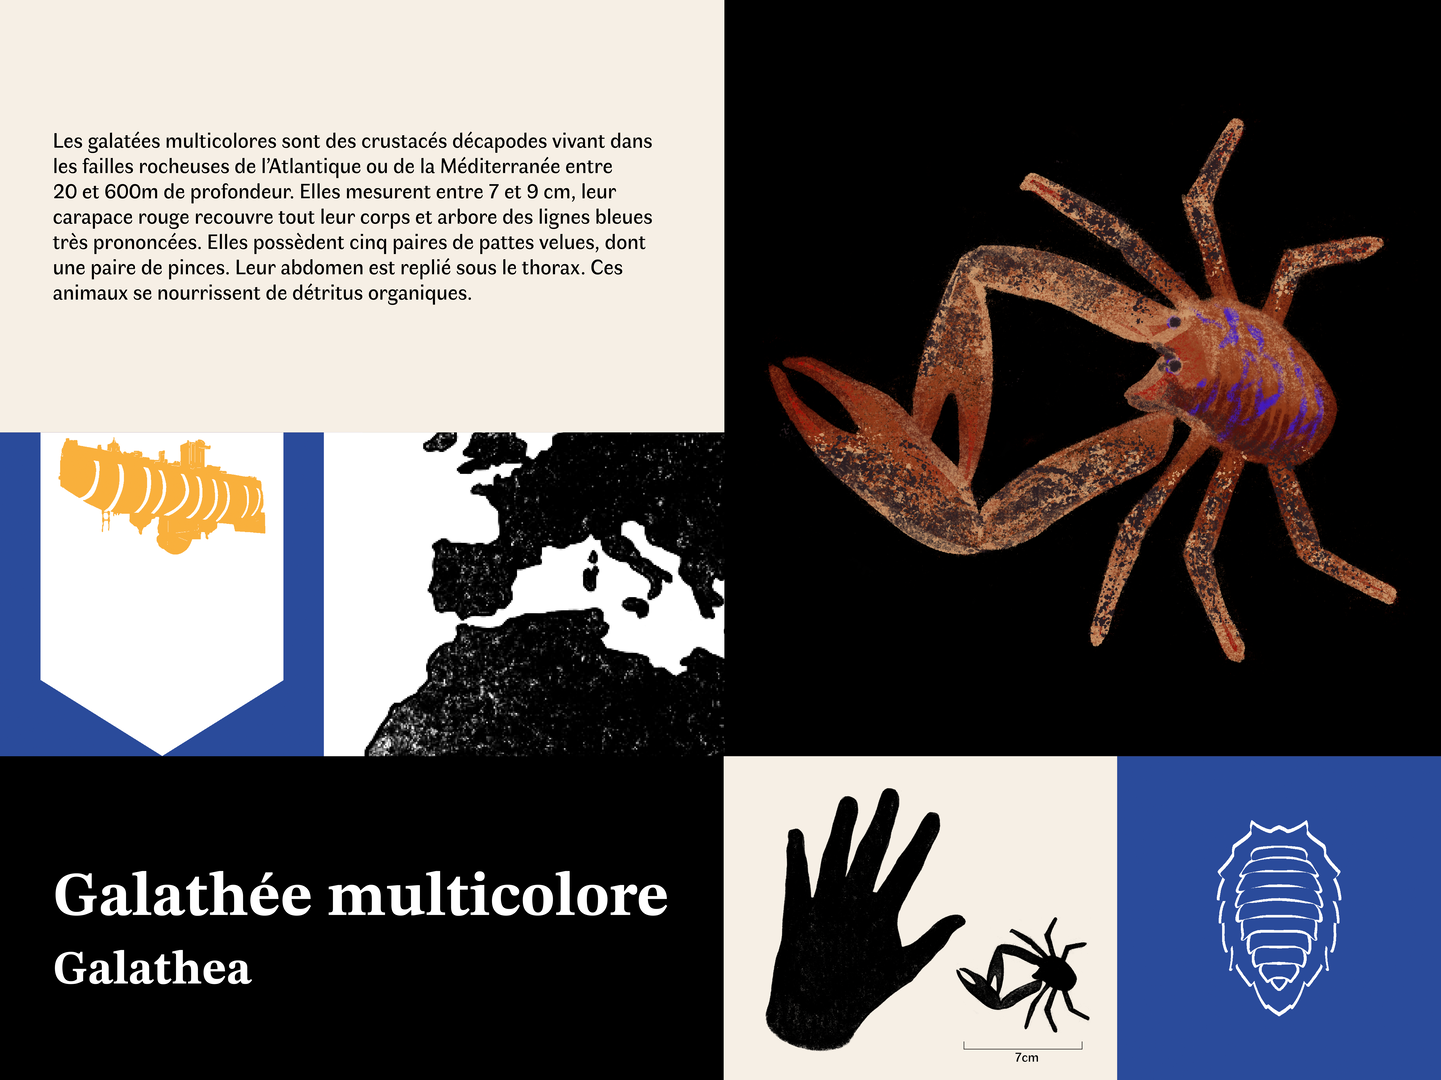 Les galatées multicolores sont des crustacés décapodes vivant dans
les failles rocheuses de l’Atlantique ou de la Méditerranée entre
20 et 600m de profondeur. Elles mesurent entre 7 et 9 cm, leur
carapace rouge recouvre tout leur corps et arbore des lignes bleues
très prononcées. Elles possèdent cinq paires de pattes velues, dont
une paire de pinces. Leur abdomen est replié sous le thorax. Ces
animaux se nourrissent de détritus organiques.
Galathée multicolore
Galathea
7cm